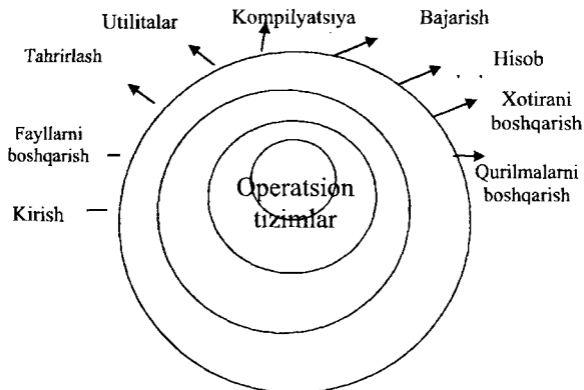 Utilitalar
Kompilyatsiya
Bajarish
Tahrirlash
Hisob
Xotirani
boshqarish
Fayllarni
boshqarish
Qurilmalarni
boshqarish
Kirish
Operatsion
tizimlar